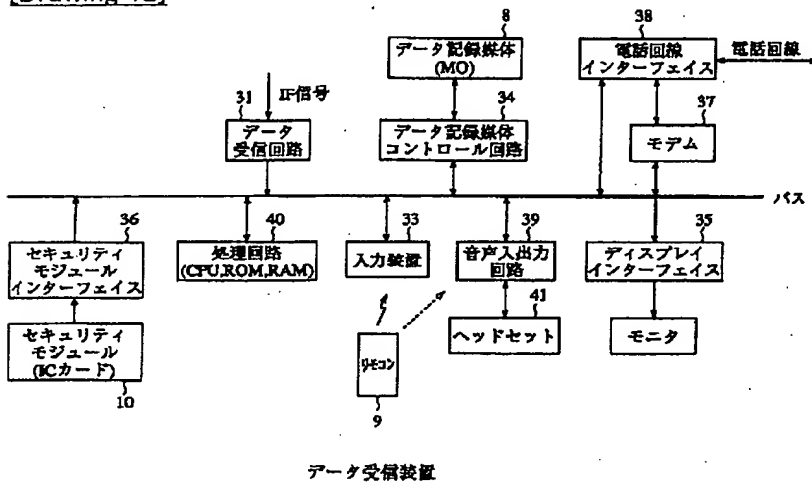 8
データ記録媒体
(MO)
38
電話回線
インターフェイス
電話回線
31
IF信号
データ
受信回路
34
データ記録媒体
コントロール回路
37
モデム
バス
36
セキュリティ
モジュール
インターフェイス
40
処理回路
(CPU,ROM,RAM)
33
入力装置
39
音声入出力
回路
35
ディスプレイ
インターフェイス
セキュリティ
モジュール
(ICカード)
10
リモコン
9
41
ヘッドセット
モニタ
データ受信装置